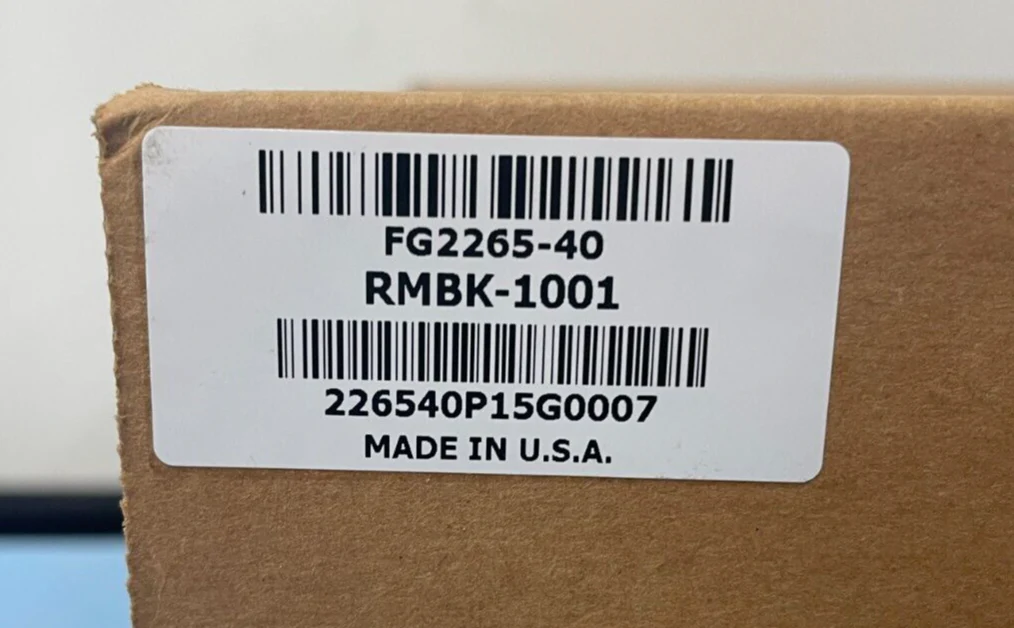 FG2265-40
RMBK-1001
226540P15G0007
MADE IN U.S.A.